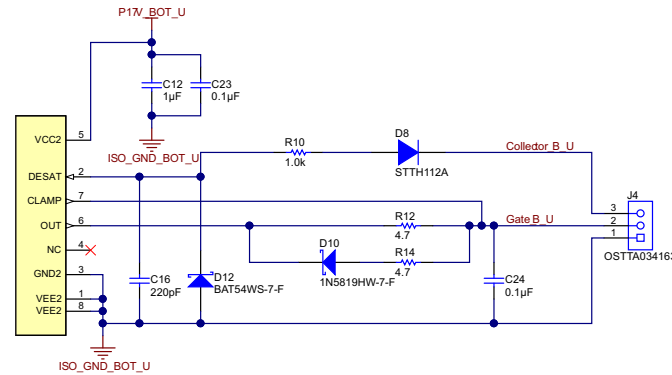 P17V_BOT_U
C12
1µF
C23
0.1µF
ISO_GND_BOT_U
VCC2
5
DESAT
2
CLAMP
7
OUT
6
NC
4
GND2
3
VEE2
1
VEE2
8
R10
1.0k
D8
STTH112A
Collector_B_U
J4
3
2
1
OSTTA034163
R12
4.7
Gate_B_U
D10
1N5819HW-7-F
R14
4.7
C16
220pF
D12
BAT54WS-7-F
C24
0.1µF
ISO_GND_BOT_U